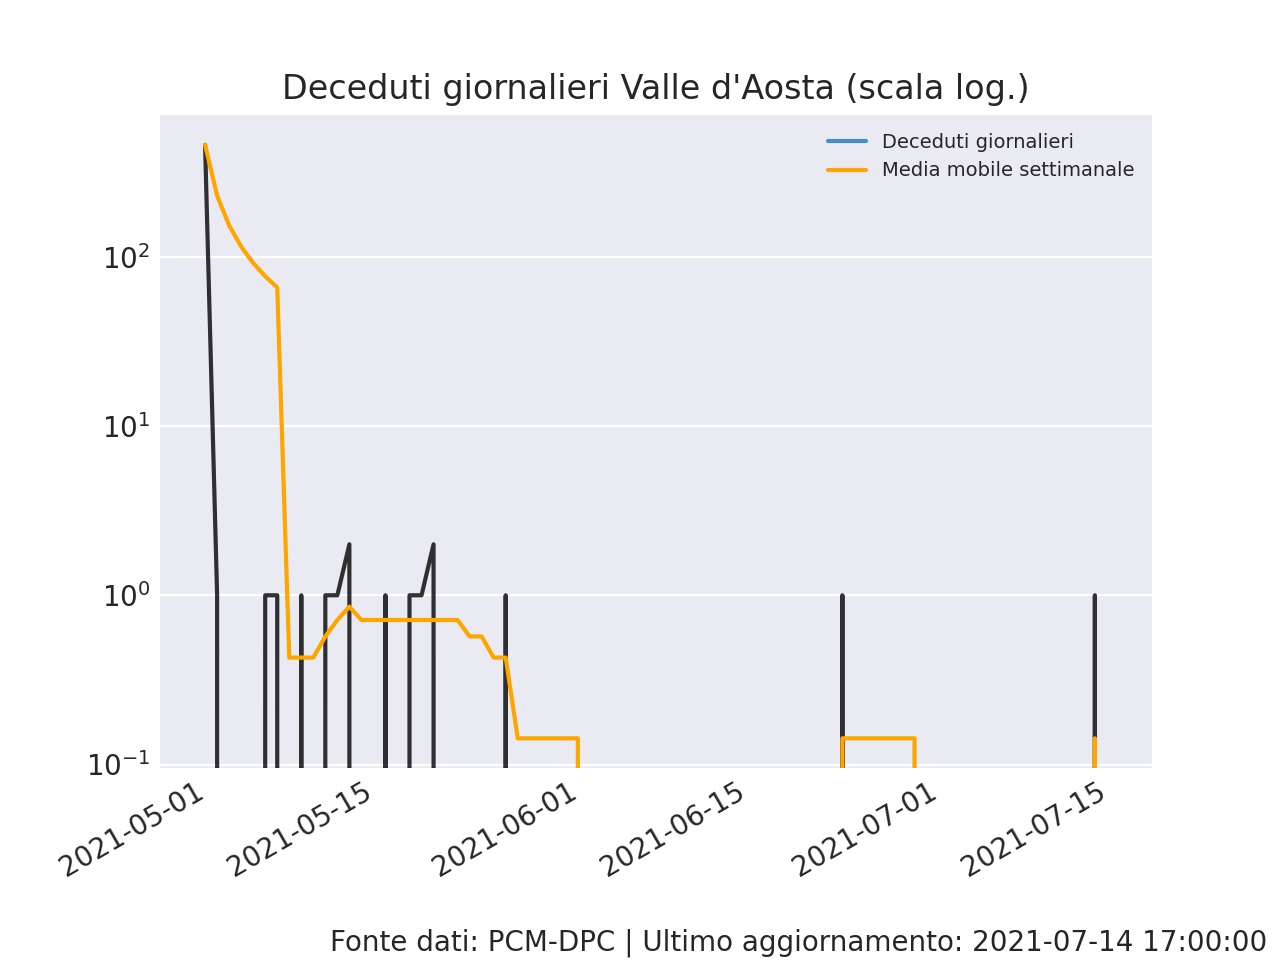 Deceduti giornalieri Valle d'Aosta (scala log.)
Deceduti giornalieri
Media mobile settimanale
10²
10¹
10⁰
10⁻¹
2021-05-01
2021-05-15
2021-06-01
2021-06-15
2021-07-01
2021-07-15
Fonte dati: PCM-DPC | Ultimo aggiornamento: 2021-07-14 17:00:00